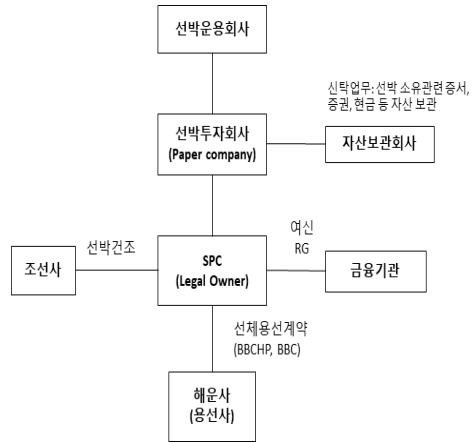 선박운용회사
신탁업무: 선박 소유관련 증서,
증권, 현금 등 자산 보관
선박투자회사
(Paper company)
자산보관회사
조선사
선박건조
SPC
(Legal Owner)
여신
RG
금융기관
선체용선계약
(BBCHP, BBC)
해운사
(용선사)